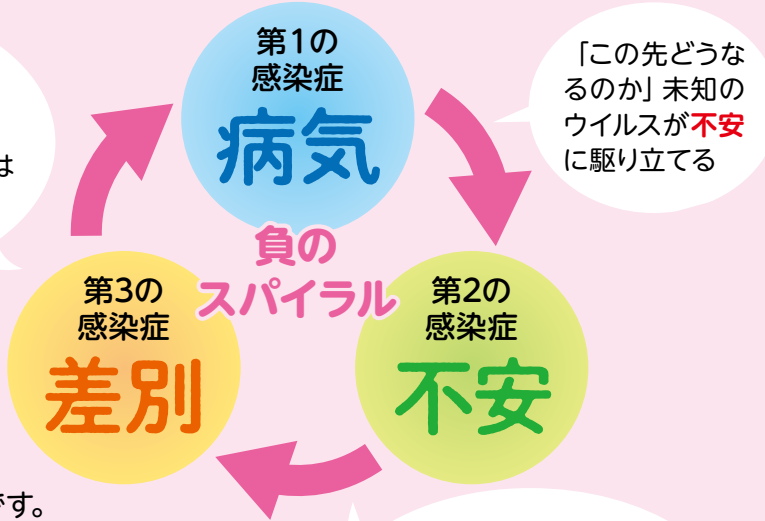 第1の
感染症
病気
「この先どうな
るのか」未知の
ウイルスが不安
に駆り立てる
は
負の
スパイラル
第3の
感染症
差別
第2の
感染症
不安
です。